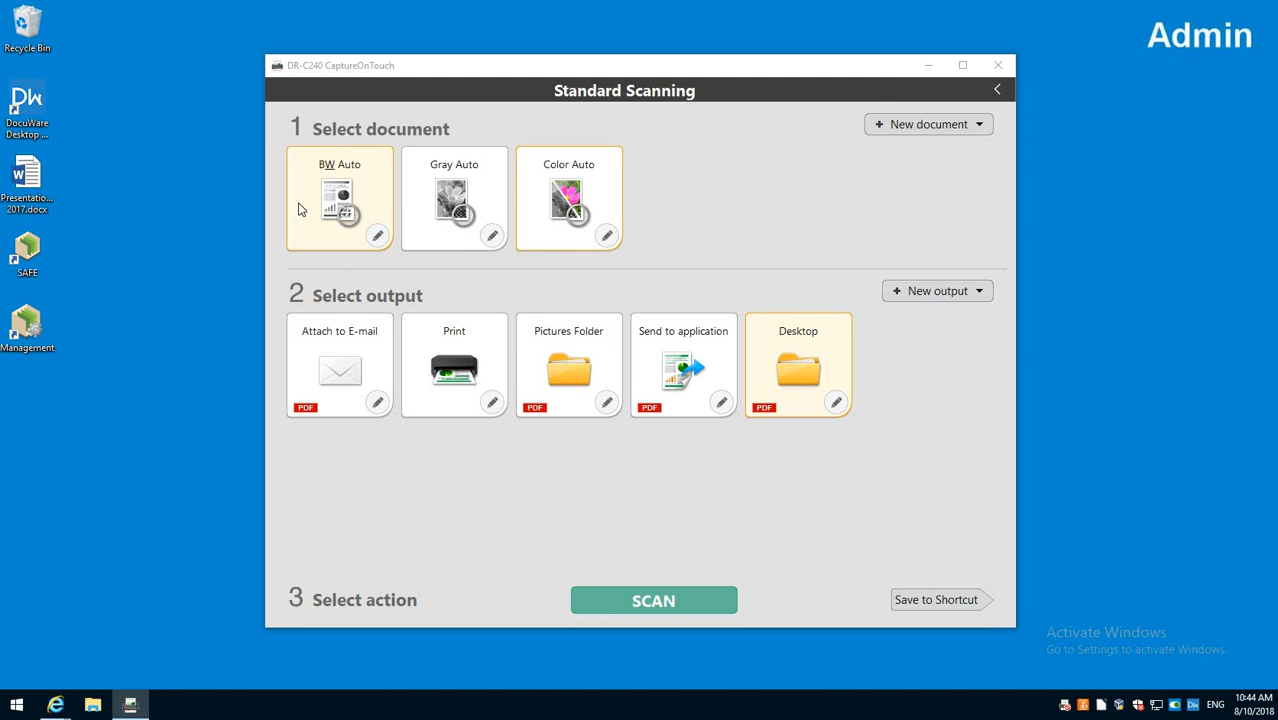 Recycle Bin
DocuWare
Desktop ...
Presentatio...
2017.docx
SAFE
Management
Admin
DR-C240 CaptureOnTouch
Standard Scanning
1 Select document
+ New document
BW Auto
Gray Auto
Color Auto
2 Select output
+ New output
Attach to E-mail
PDF
Print
Pictures Folder
PDF
Send to application
PDF
Desktop
PDF
3 Select action
SCAN
Save to Shortcut
Activate Windows
Go to Settings to activate Windows.
ENG
10:44 AM
8/10/2018